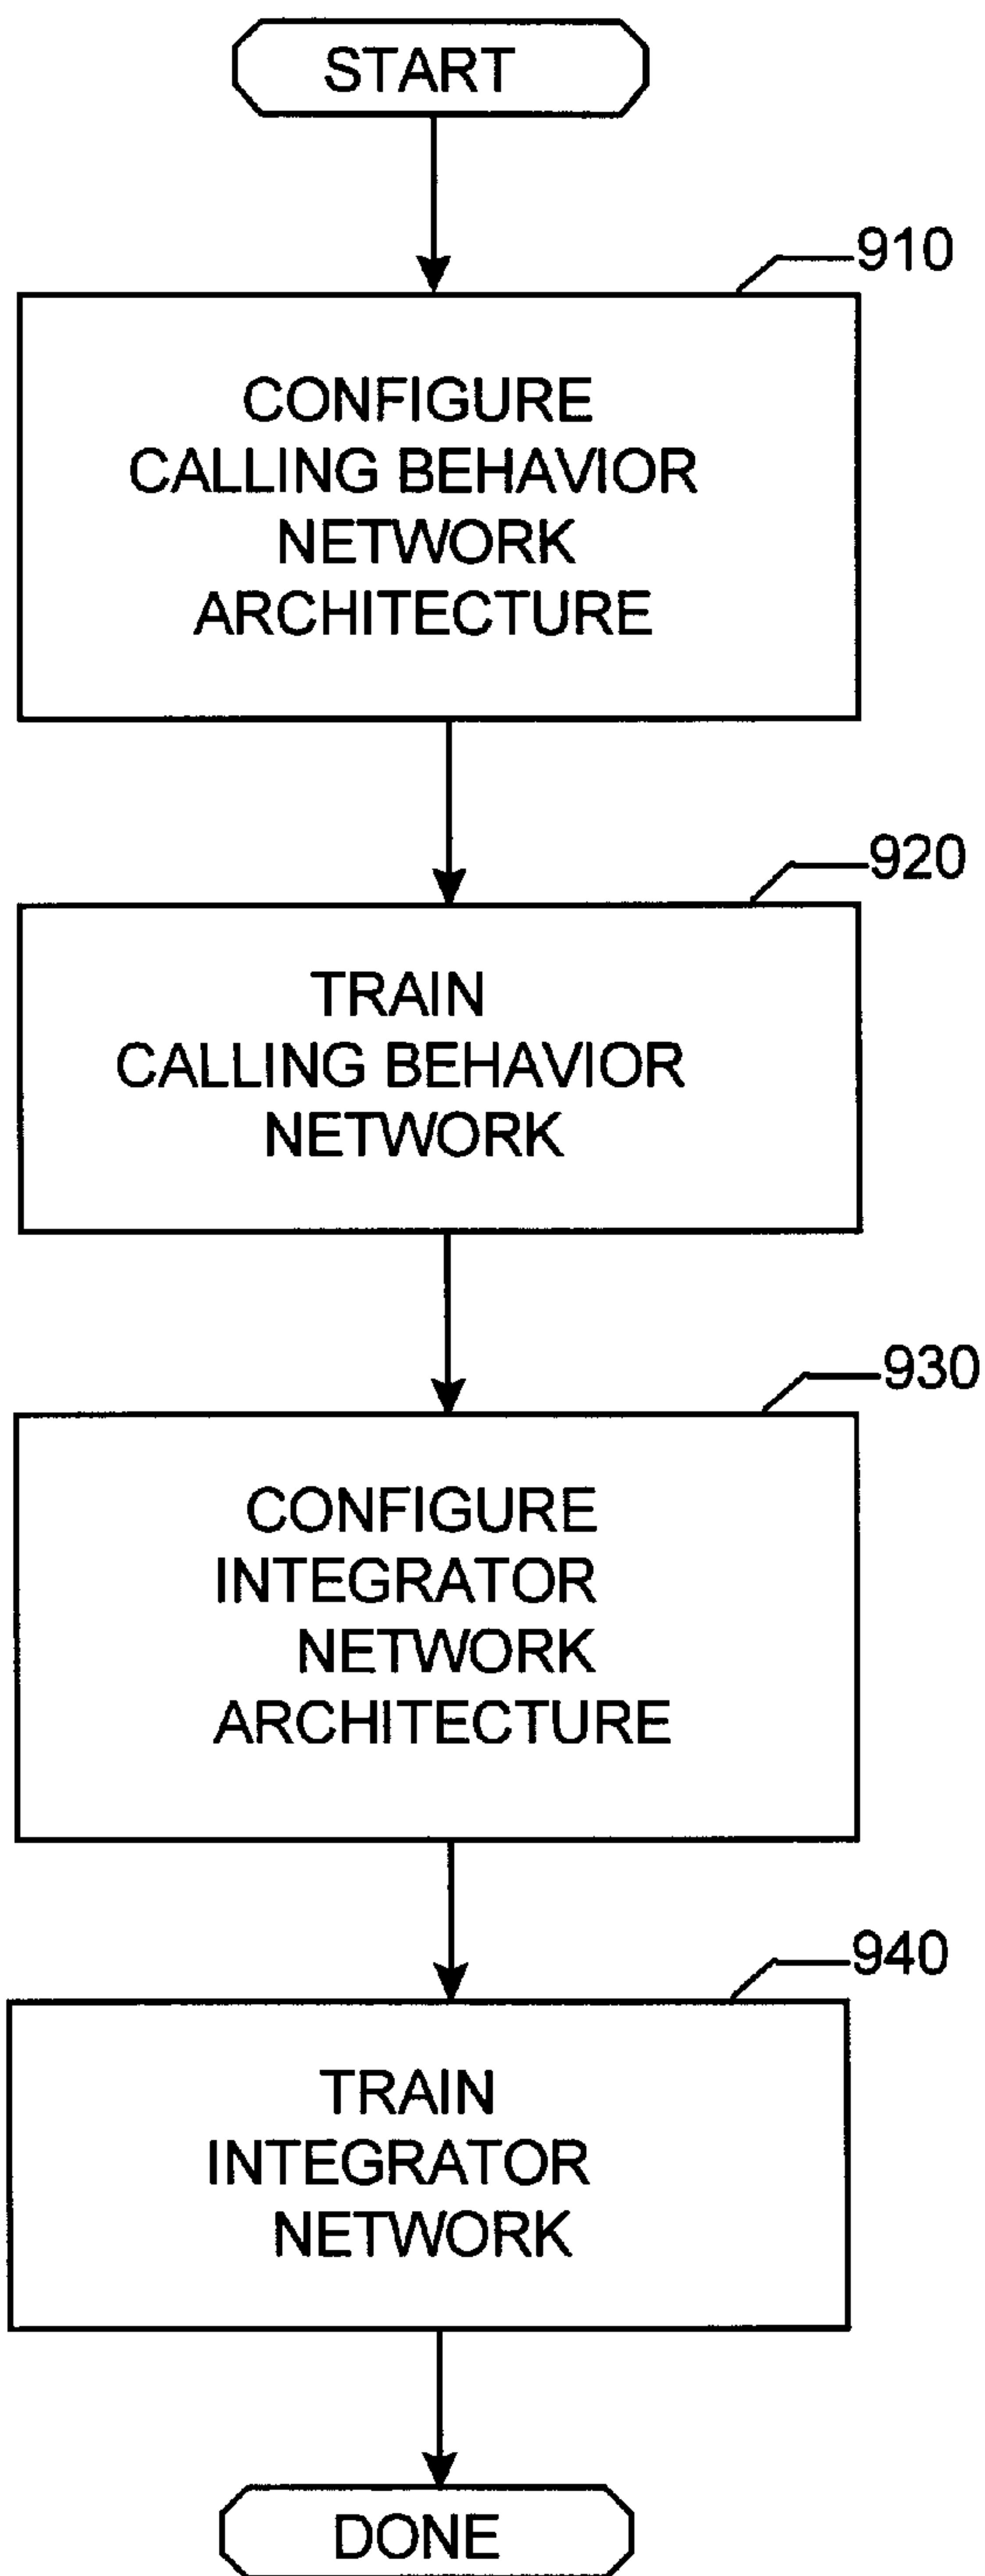 START
910
CONFIGURE
CALLING BEHAVIOR
NETWORK
ARCHITECTURE
920
TRAIN
CALLING BEHAVIOR
NETWORK
930
CONFIGURE
INTEGRATOR
NETWORK
ARCHITECTURE
940
TRAIN
INTEGRATOR
NETWORK
DONE